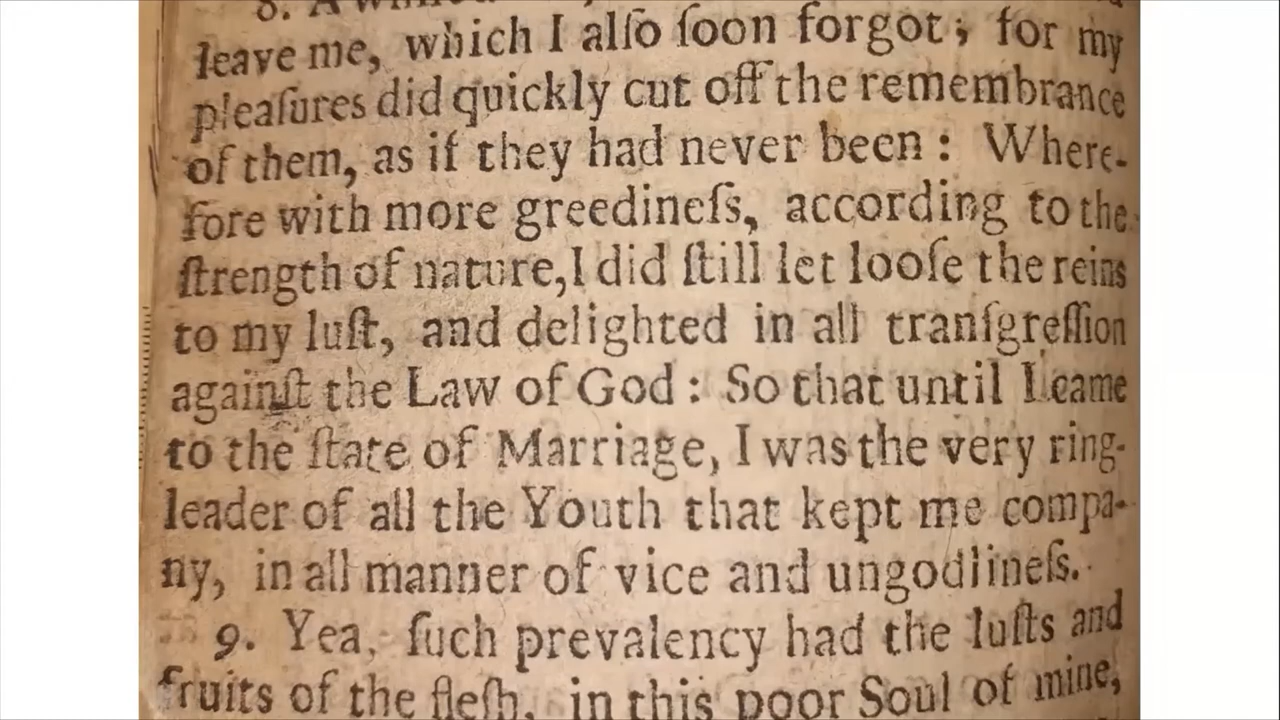 8. A
leave me, which I alſo ſoon forgot; for my
pleaſures did quickly cut off the remembrance
of them, as if they had never been: Where-
fore with more greedineſs, according to the
ſtrength of nature, I did ſtill let looſe the reins
to my luſt, and delighted in all tranſgreſſion
againſt the Law of God: So that until I came
to the ſtate of Marriage, I was the very ring-
leader of all the Youth that kept me compa-
ny, in all manner of vice and ungodlineſs.
9. Yea, ſuch prevalency had the luſts and
fruits of the fleſh, in this poor Soul of mine,